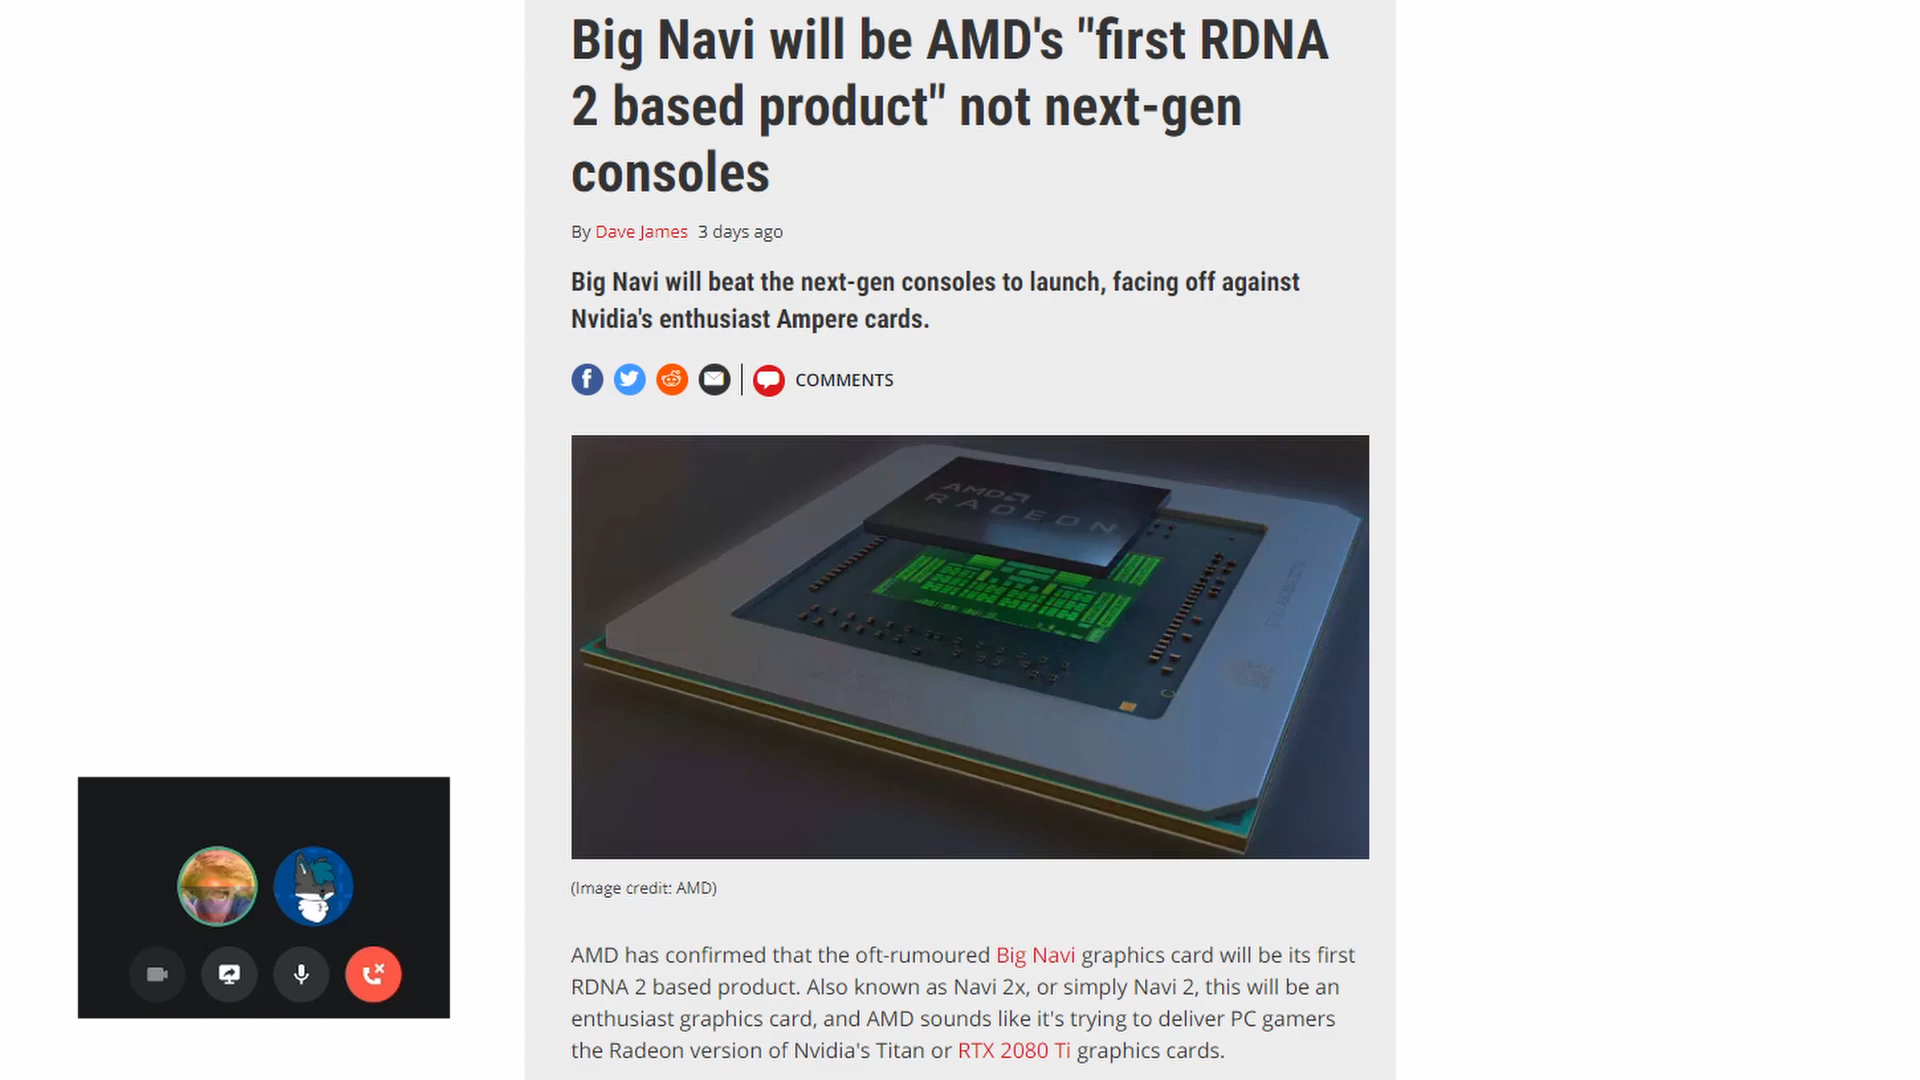 Big Navi will be AMD's "first RDNA
2 based product" not next-gen
consoles
By Dave James 3 days ago
Big Navi will beat the next-gen consoles to launch, facing off against
Nvidia's enthusiast Ampere cards.
COMMENTS
AMD
RADEON
(Image credit: AMD)
AMD has confirmed that the oft-rumoured Big Navi graphics card will be its first
RDNA 2 based product. Also known as Navi 2x, or simply Navi 2, this will be an
enthusiast graphics card, and AMD sounds like it's trying to deliver PC gamers
the Radeon version of Nvidia's Titan or RTX 2080 Ti graphics cards.